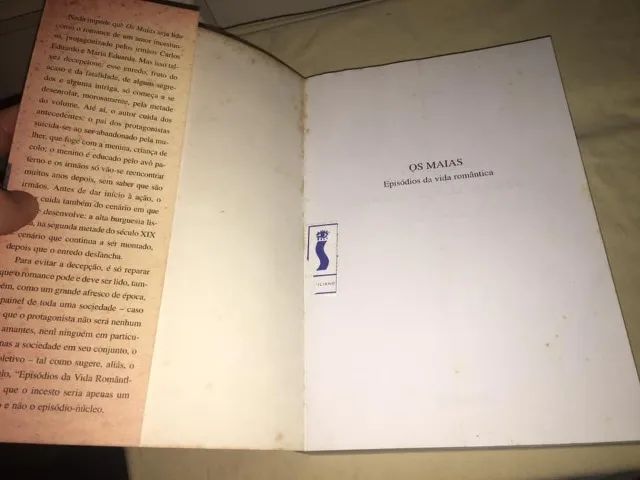 Nada impede que Os Maias seja lido
como o romance de um amor incestuo-
so, protagonizado pelos irmãos Carlos
Eduardo e Maria Eduarda. Mas isso tal-
vez decepcione: esse enredo, fruto do
acaso e da fatalidade, de alguns segre-
dos e alguma intriga, só começa a se
desenrolar, morosamente, pela metade
do volume. Até aí, o autor cuida dos
antecedentes: o pai dos protagonistas
suicida-se ao ser abandonado pela mu-
lher, que foge com a menina, criança de
colo; o menino é educado pelo avô pa-
terno e os irmãos só vão-se reencontrar
muitos anos depois, sem saber que são
irmãos. Antes de dar início à ação, o
cuida também do cenário em que
desenvolve: a alta burguesia lis-
, na segunda metade do século XIX
cenário que continua a ser montado,
depois que o enredo deslancha.
Para evitar a decepção, é só reparar
que o romance pode e deve ser lido, tam-
bém, como um grande afresco de época,
painel de toda uma sociedade – caso
que o protagonista não será nenhum
amantes, nem ninguém em particu-
nas a sociedade em seu conjunto, o
oletivo – tal como sugere, aliás, o
lo, "Episódios da Vida Românti-
que o incesto seria apenas um
o e não o episódio-núcleo.
OS MAIAS
Episódios da vida romântica
S
ICIANO